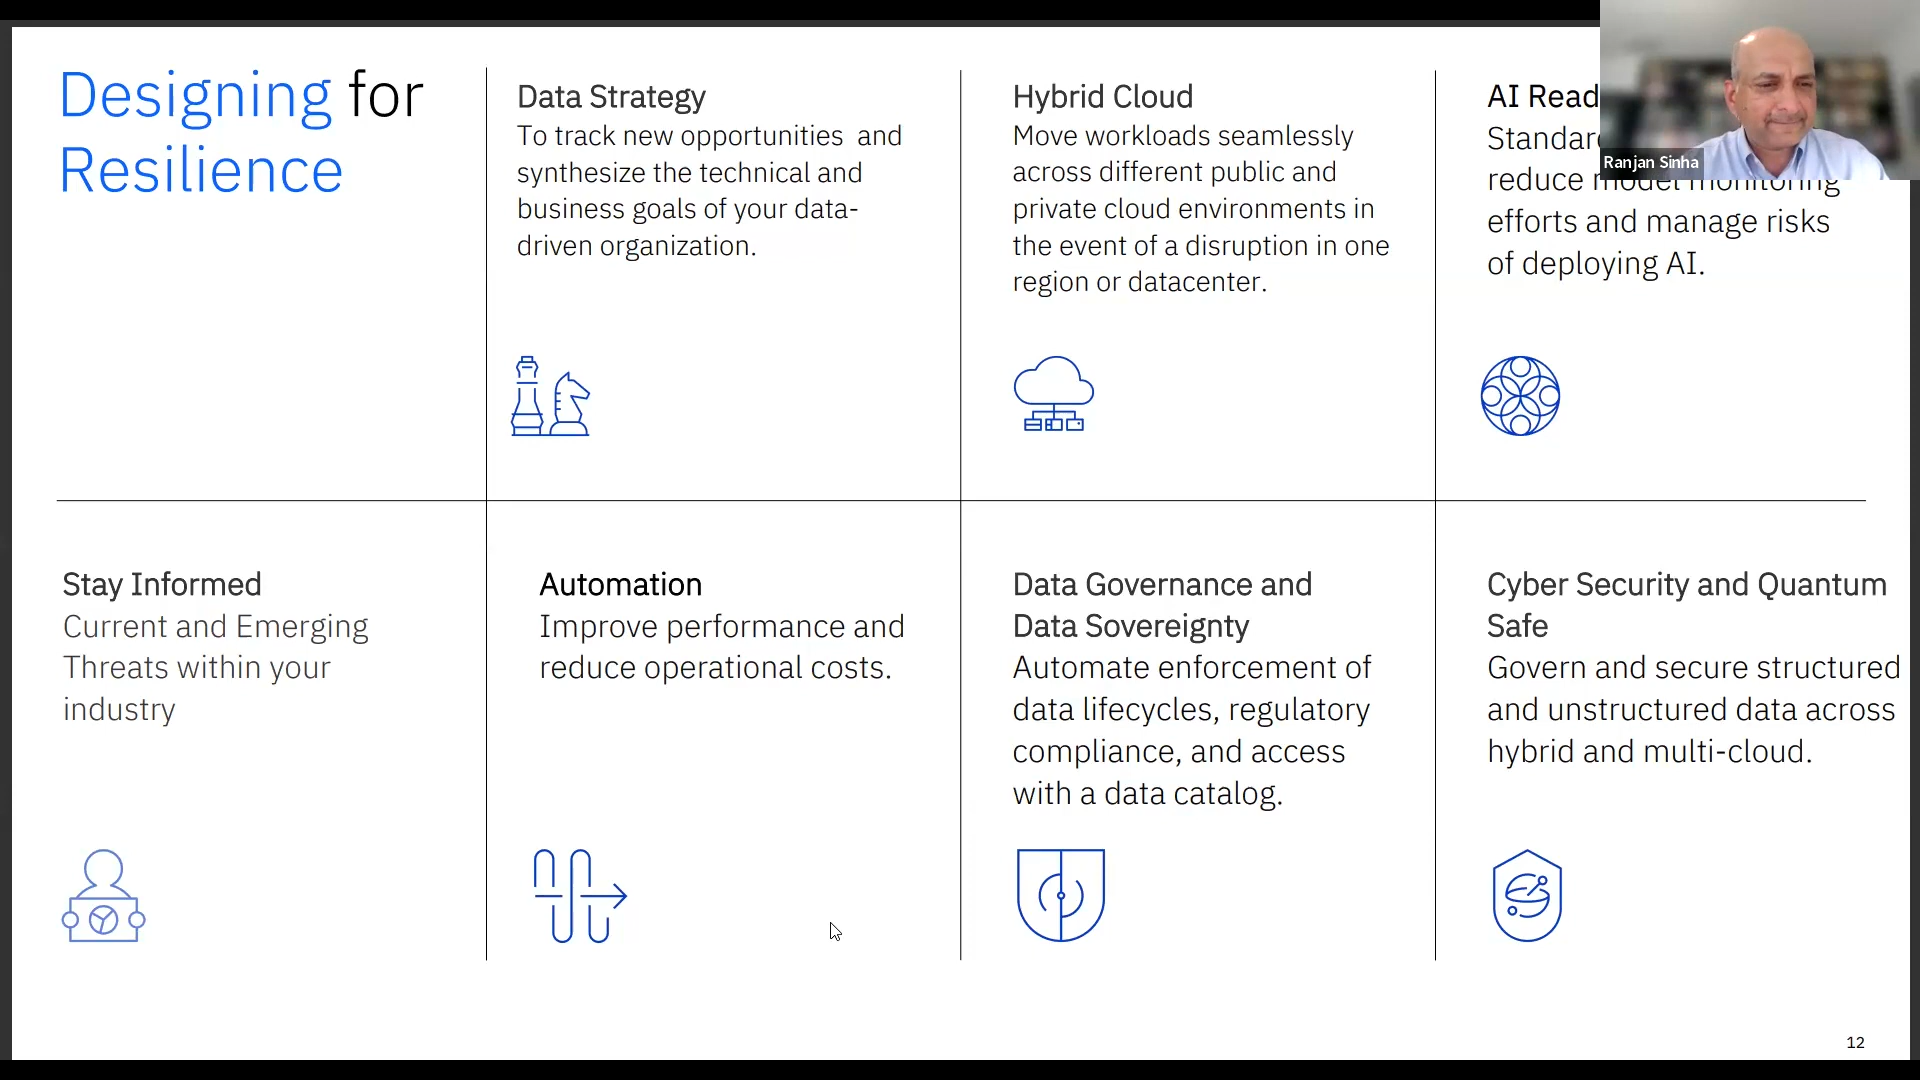 Designing for
Resilience
Data Strategy
To track new opportunities and
synthesize the technical and
business goals of your data-
driven organization.
Hybrid Cloud
Move workloads seamlessly
across different public and
private cloud environments in
the event of a disruption in one
region or datacenter.
AI
reduce model monitoring
efforts and manage risks
of deploying AI.
Ranjan Sinha
Stay Informed
Current and Emerging
Threats within your
industry
Automation
Improve performance and
reduce operational costs.
Data Governance and
Data Sovereignty
Automate enforcement of
data lifecycles, regulatory
compliance, and access
with a data catalog.
Cyber Security and Quantum
Safe
Govern and secure structured
and unstructured data across
hybrid and multi-cloud.
12